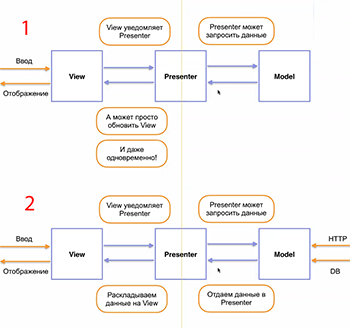 1
View уведомляет
Presenter
Presenter может
запросить данные
Ввод
Отображение
View
Presenter
Model
А может просто
обновить View
И даже
одновременно!
2
View уведомляет
Presenter
Presenter может
запросить данные
Ввод
Отображение
View
Presenter
Model
HTTP
DB
Раскладываем
данные на View
Отдаем данные в
Presenter